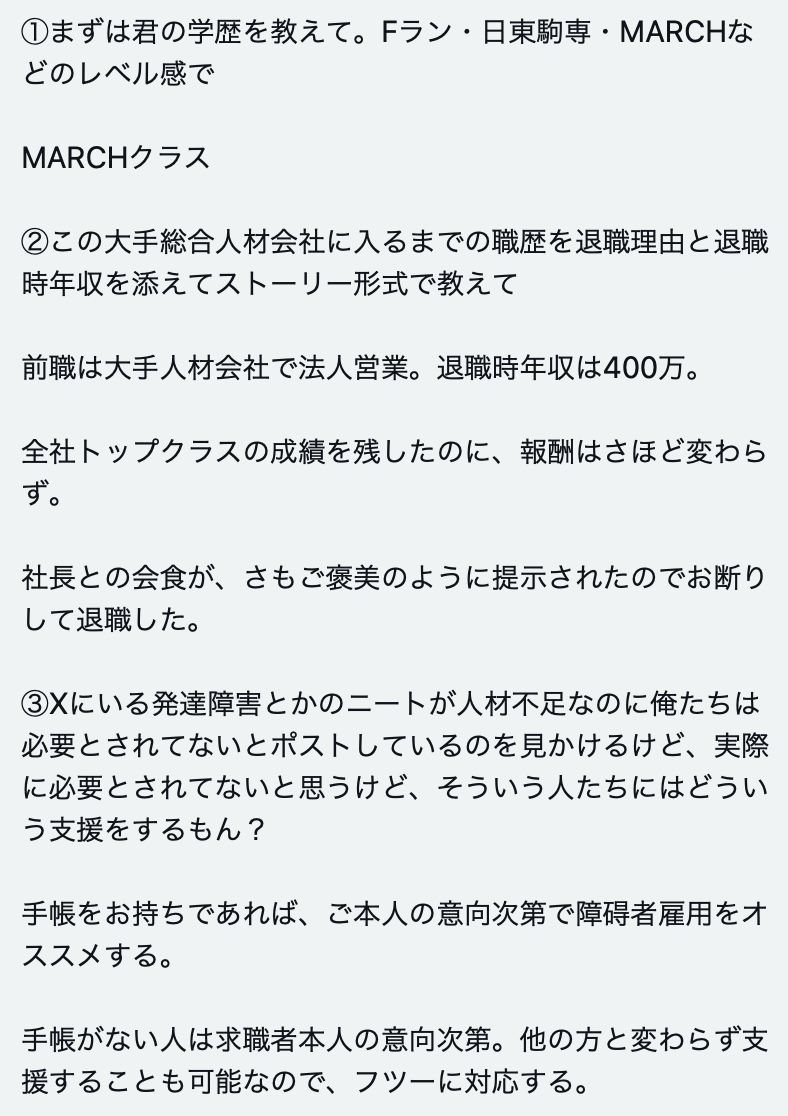 ①まずは君の学歴を教えて。Fラン・日東駒専・MARCHな
どのレベル感で
MARCHクラス
②この大手総合人材会社に入るまでの職歴を退職理由と退職
時年収を添えてストーリー形式で教えて
前職は大手人材会社で法人営業。退職時年収は400万。
全社トップクラスの成績を残したのに、報酬はさほど変わら
ず。
社長との会食が、さもご褒美のように提示されたのでお断り
して退職した。
③Xにいる発達障害とかのニートが人材不足なのに俺たちは
必要とされてないとポストしているのを見かけるけど、実際
に必要とされてないと思うけど、そういう人たちにはどうい
う支援をするもん？
手帳をお持ちであれば、ご本人の意向次第で障碍者雇用をオ
ススメする。
手帳がない人は求職者本人の意向次第。他の方と変わらず支
援することも可能なので、フツーに対応する。